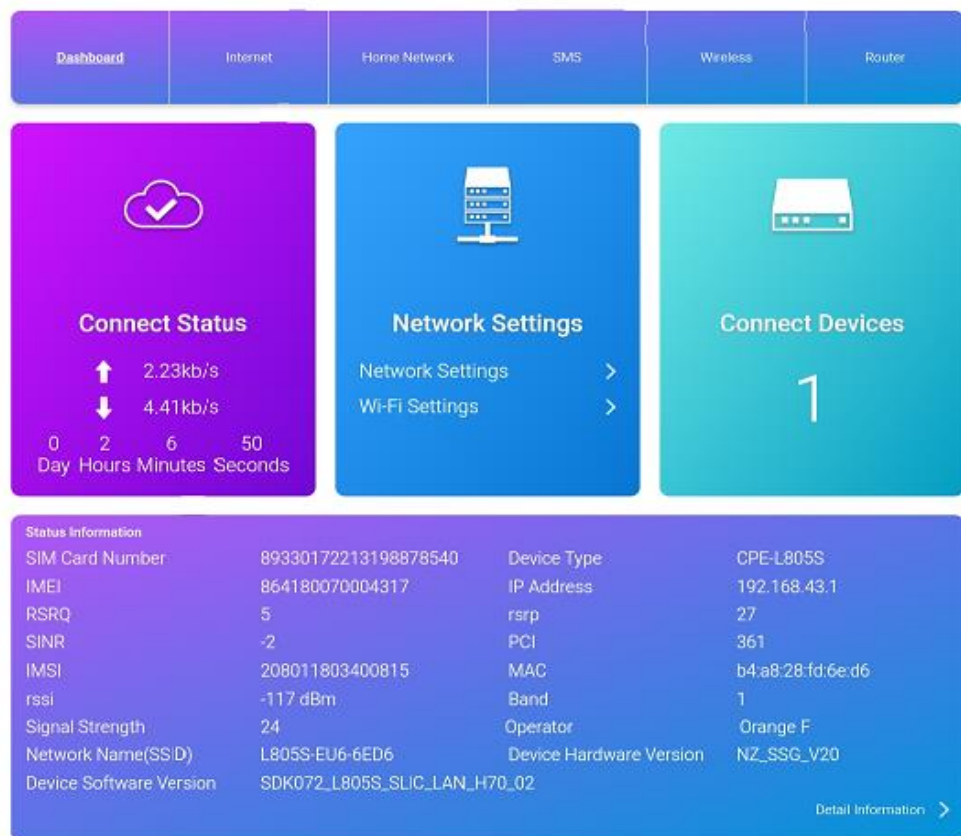 Dashboard Internet Home Network SMS Wireless Router
Connect Status
2.23kb/s
4.41kb/s
0 2 6 50
Day Hours Minutes Seconds
Network Settings
Network Settings
Wi-Fi Settings
Connect Devices
1
Status Information
SIM Card Number 89330172213198878540 Device Type CPE-L805S
IMEI 864180070004317 IP Address 192.168.43.1
RSRQ 5 rsrp 27
SINR -2 PCI 361
IMSI 208011803400815 MAC b4:a8:28:fd:6e:d6
rssi -117 dBm Band 1
Signal Strength 24 Operator Orange F
Network Name(SSID) L805S-EU6-6ED6 Device Hardware Version NZ_SSG_V20
Device Software Version SDK072_L805S_SLIC_LAN_H70_02
Detail Information